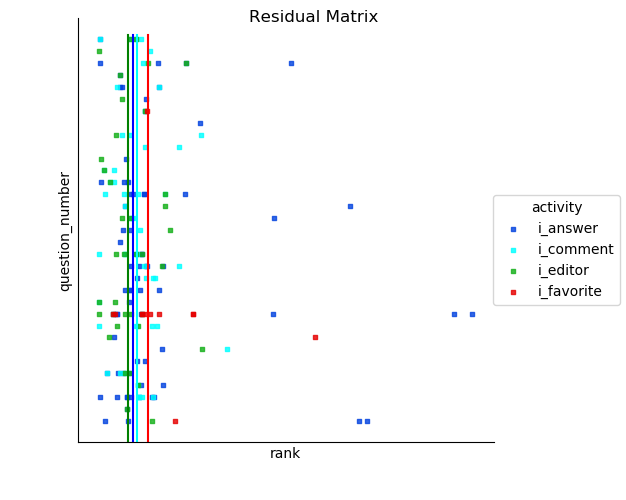 Residual Matrix
question_number
rank
activity
i_answer
i_comment
i_editor
i_favorite